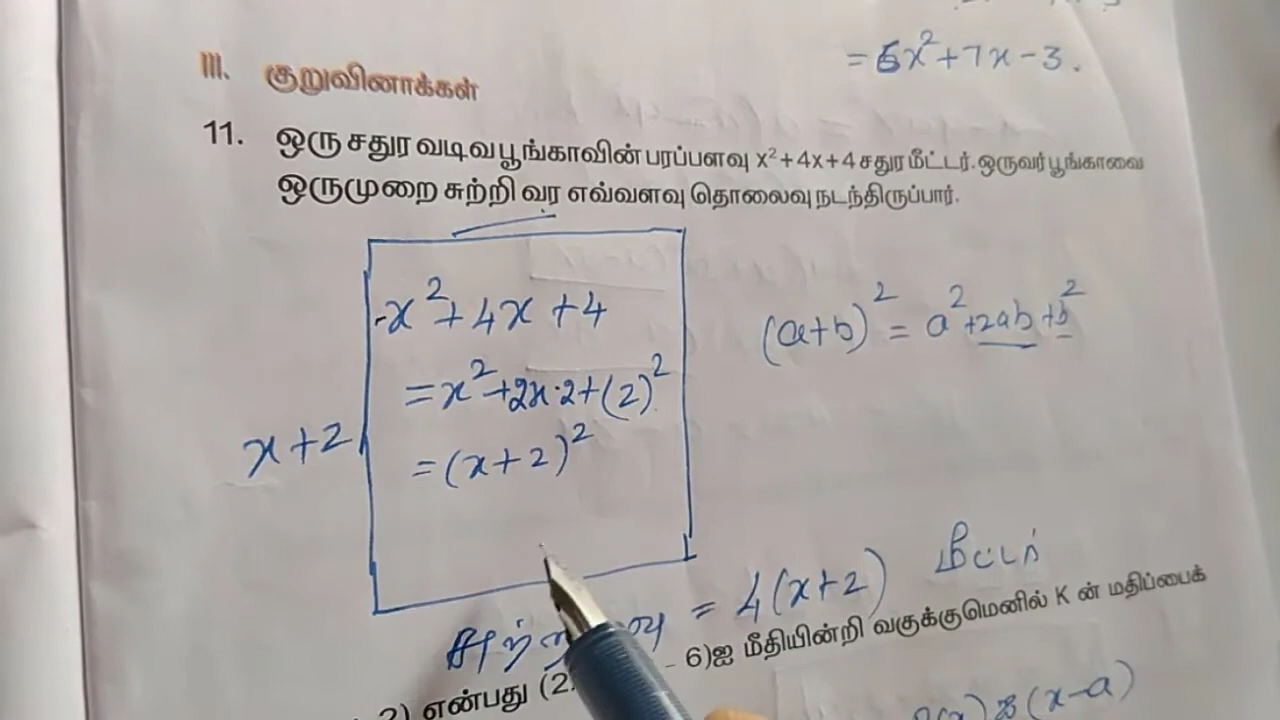 = 6x²+7x-3.
III. குறுவினாக்கள்
11. ஒரு சதுர வடிவ பூங்காவின் பரப்பளவு x²+4x+4 சதுர மீட்டர். ஒருவர் பூங்காவை
ஒருமுறை சுற்றி வர எவ்வளவு தொலைவு நடந்திருப்பார்.
x²+4x+4
(a+b)² = a²+2ab+b²
=x²+2x·2+(2)²
x+2
=(x+2)²
= 4(x+2) மீட்டர்
6)ஐ மீதியின்றி வகுக்குமெனில் K ன் மதிப்பைக்
2) என்பது (2
(x-a)